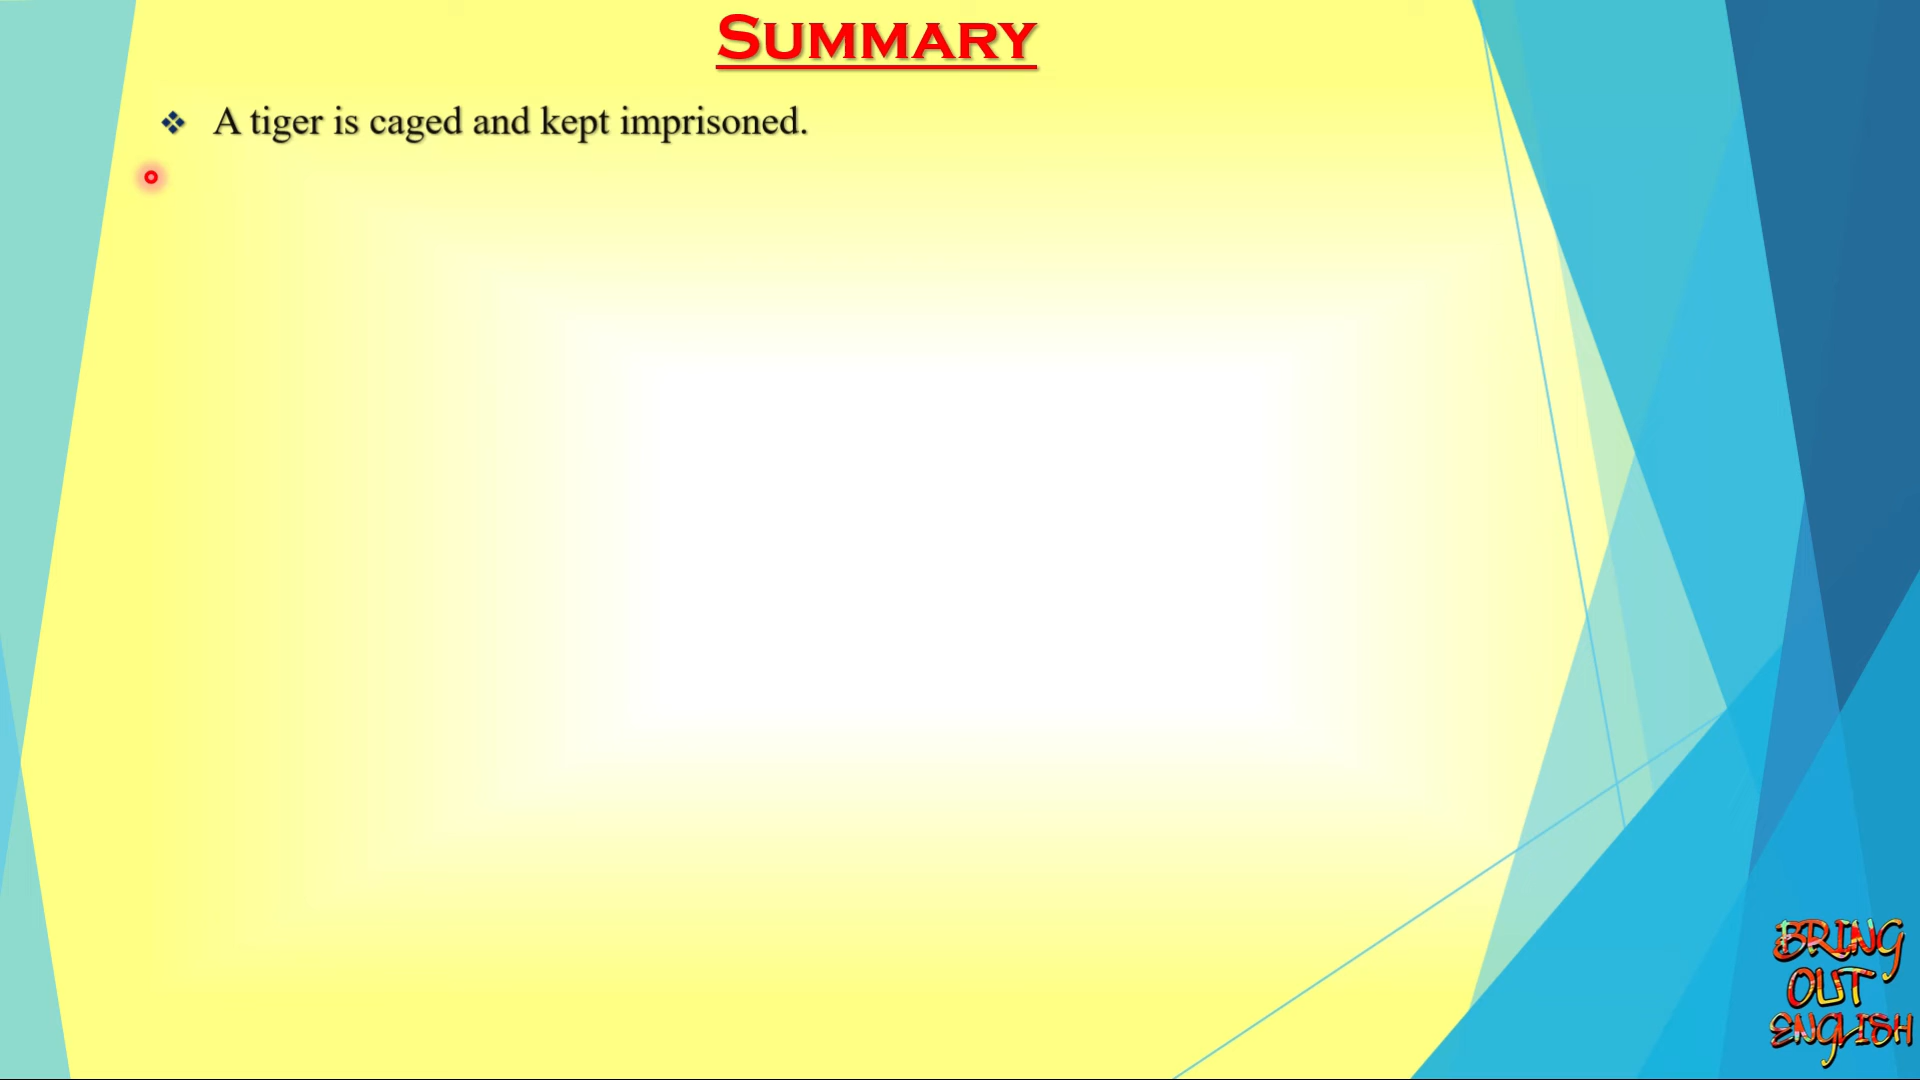 SUMMARY
A tiger is caged and kept imprisoned.
BRING
OUT
ENGLISH